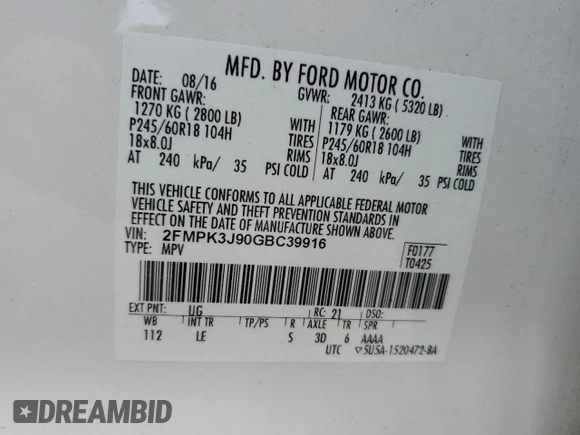 MFD. BY FORD MOTOR CO.
DATE: 08/16 GVWR: 2413 KG ( 5320 LB)
FRONT GAWR: REAR GAWR:
1270 KG ( 2800 LB) WITH 1179 KG ( 2600 LB) WITH
P245/60R18 104H TIRES P245/60R18 104H TIRES
18x8.0J RIMS 18x8.0J RIMS
AT 240 kPa/ 35 PSI COLD AT 240 kPa/ 35 PSI COLD
THIS VEHICLE CONFORMS TO ALL APPLICABLE FEDERAL MOTOR
VEHICLE SAFETY AND THEFT PREVENTION STANDARDS IN
EFFECT ON THE DATE OF MANUFACTURE SHOWN ABOVE.
VIN: 2FMPK3J90GBC39916 F0177
TYPE: MPV T0425
EXT PNT: UG RC: 21
WB INT TR TP/PS R AXLE TR SPR
112 LE S 3D 6 AAAA
UTC 5U5A-1520472-BA
DREAMBID